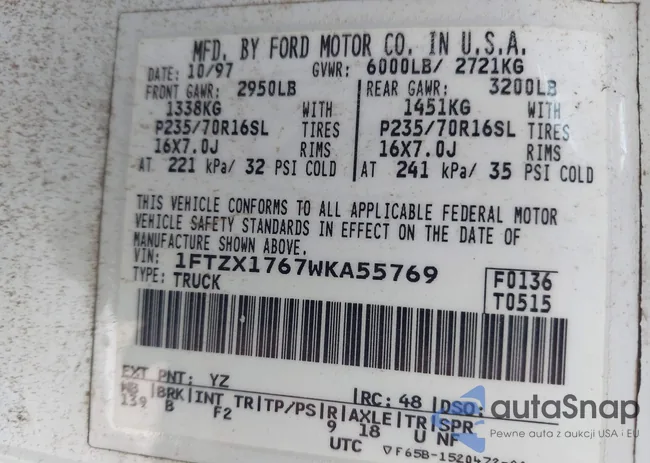 MFD. BY FORD MOTOR CO. IN U.S.A.
DATE: 10/97 GVWR: 6000LB/ 2721KG
FRONT GAWR: 2950LB REAR GAWR: 3200LB
1338KG WITH 1451KG WITH
P235/70R16SL TIRES P235/70R16SL TIRES
16X7.0J RIMS 16X7.0J RIMS
AT 221 kPa/ 32 PSI COLD AT 241 kPa/ 35 PSI COLD
THIS VEHICLE CONFORMS TO ALL APPLICABLE FEDERAL MOTOR
VEHICLE SAFETY STANDARDS IN EFFECT ON THE DATE OF
MANUFACTURE SHOWN ABOVE.
VIN: 1FTZX1767WKA55769 F0136
TYPE: TRUCK T0515
EXT PNT: YZ RC: 48 DSO:
WB BRK INT TR TP/PS R AXLE TR SPR
139 B F2 9 18 U NF
UTC
autaSnap
Pewne auta z aukcji USA i EU